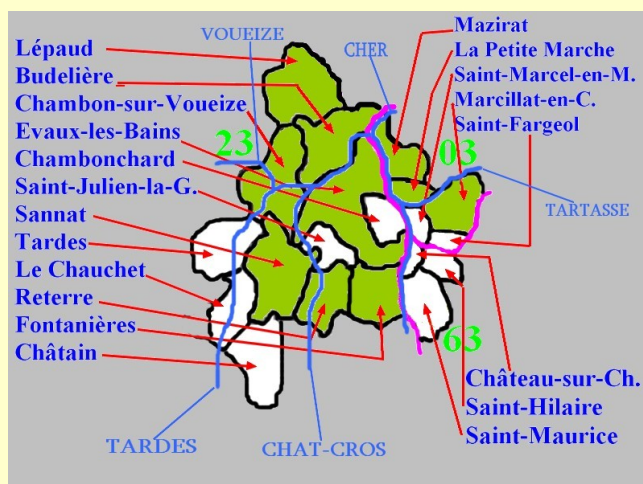 Lépaud
Budelière
Chambon-sur-Voueize
Evaux-les-Bains
Chambonchard
Saint-Julien-la-G.
Sannat
Tardes
Le Chauchet
Reterre
Fontanières
Châtain
VOUEIZE
CHER
23
03
63
TARDES
CHAT-CROS
TARTASSE
Mazirat
La Petite Marche
Saint-Marcel-en-M.
Marcillat-en-C.
Saint-Fargeol
Château-sur-Ch.
Saint-Hilaire
Saint-Maurice